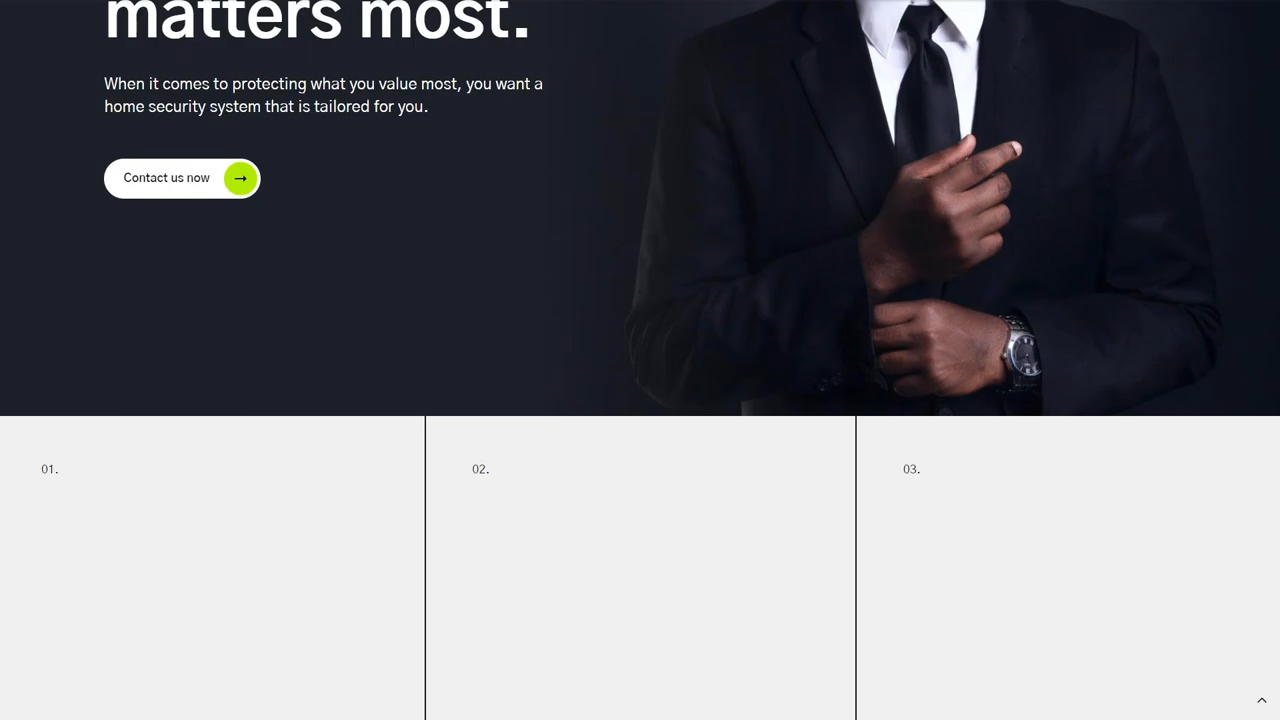 matters most.
When it comes to protecting what you value most, you want a
home security system that is tailored for you.
Contact us now →
01.
02.
03.